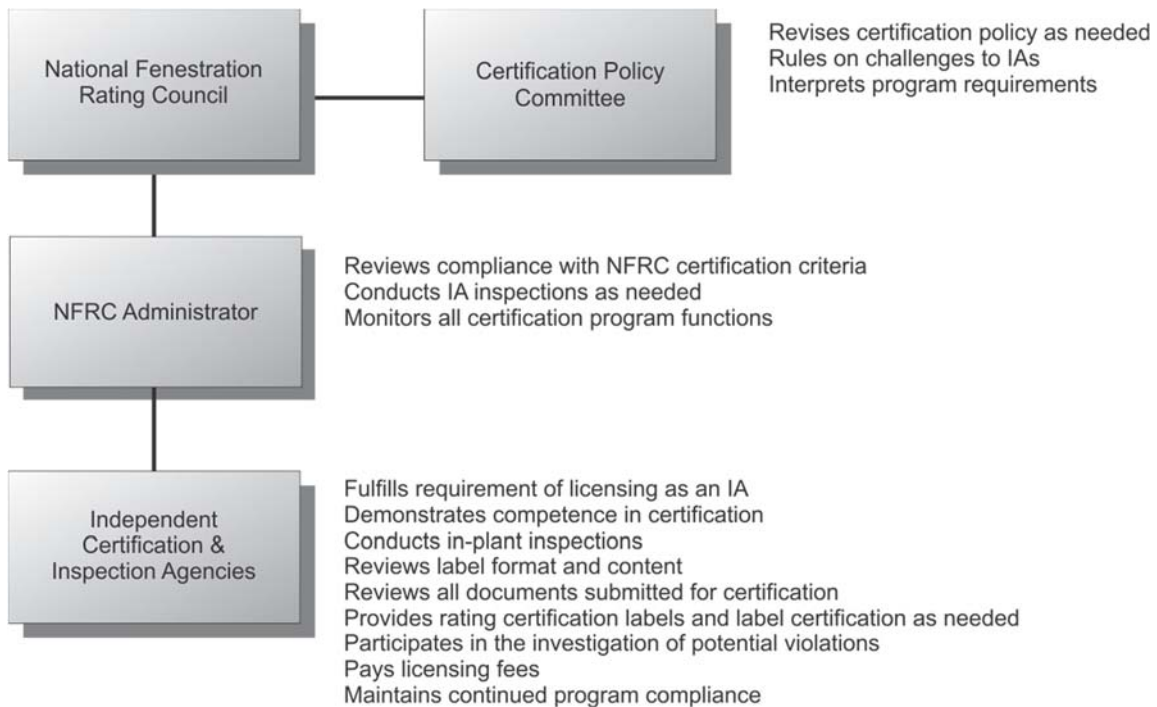 National Fenestration
Rating Council
Certification Policy
Committee
Revises certification policy as needed
Rules on challenges to IAs
Interprets program requirements
NFRC Administrator
Reviews compliance with NFRC certification criteria
Conducts IA inspections as needed
Monitors all certification program functions
Independent
Certification &
Inspection Agencies
Fulfills requirement of licensing as an IA
Demonstrates competence in certification
Conducts in-plant inspections
Reviews label format and content
Reviews all documents submitted for certification
Provides rating certification labels and label certification as needed
Participates in the investigation of potential violations
Pays licensing fees
Maintains continued program compliance